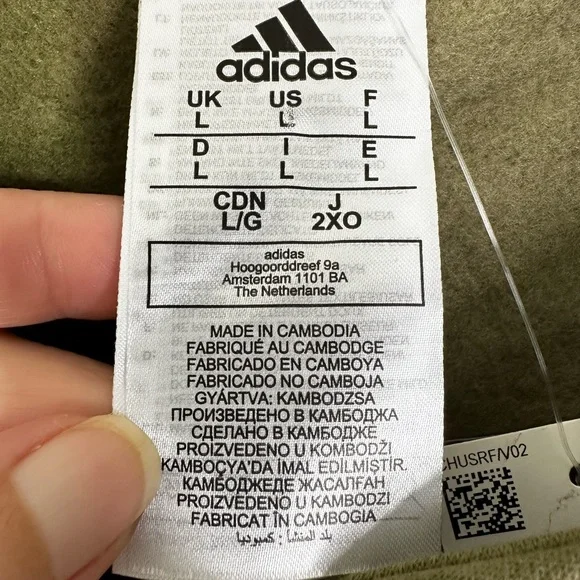 adidas
UK US F
L L L
D I E
L L L
CDN J
L/G 2XO
adidas
Hoogoorddreef 9a
Amsterdam 1101 BA
The Netherlands
MADE IN CAMBODIA
FABRIQUÉ AU CAMBODGE
FABRICADO EN CAMBOYA
FABRICADO NO CAMBOJA
GYÁRTVA: KAMBODZSA
ПРОИЗВЕДЕНО В КАМБОДЖА
СДЕЛАНО В КАМБОДЖЕ
PROIZVEDENO U KOMBODŽI
KAMBOÇYA'DA İMAL EDİLMİŞTİR.
КАМБОДЖЕДЕ ЖАСАЛҒАН
PROIZVEDENO U KAMBODZI
FABRICAT ÎN CAMBOGIA
بلد المنشأ: كمبوديا
CHUSRF/V02